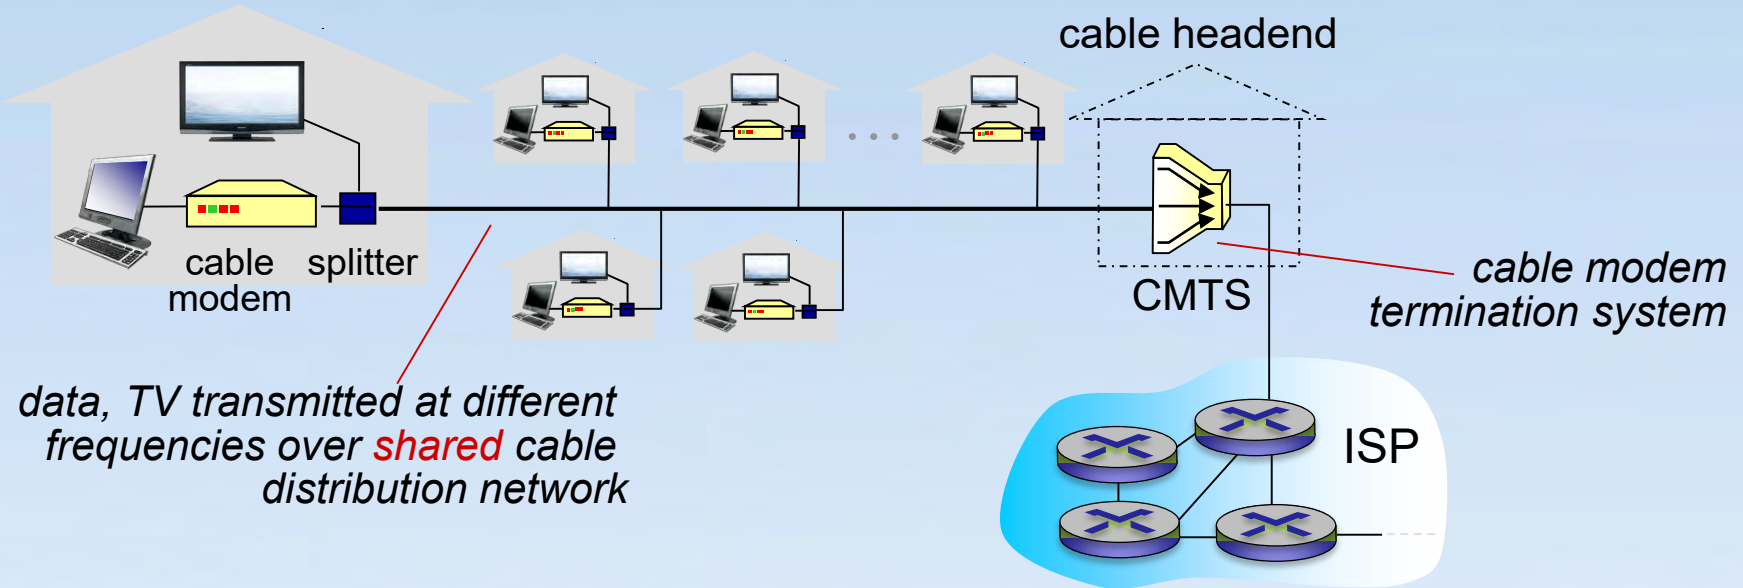 cable headend
cable
modem
splitter
CMTS
cable modem
termination system
data, TV transmitted at different
frequencies over shared cable
distribution network
ISP